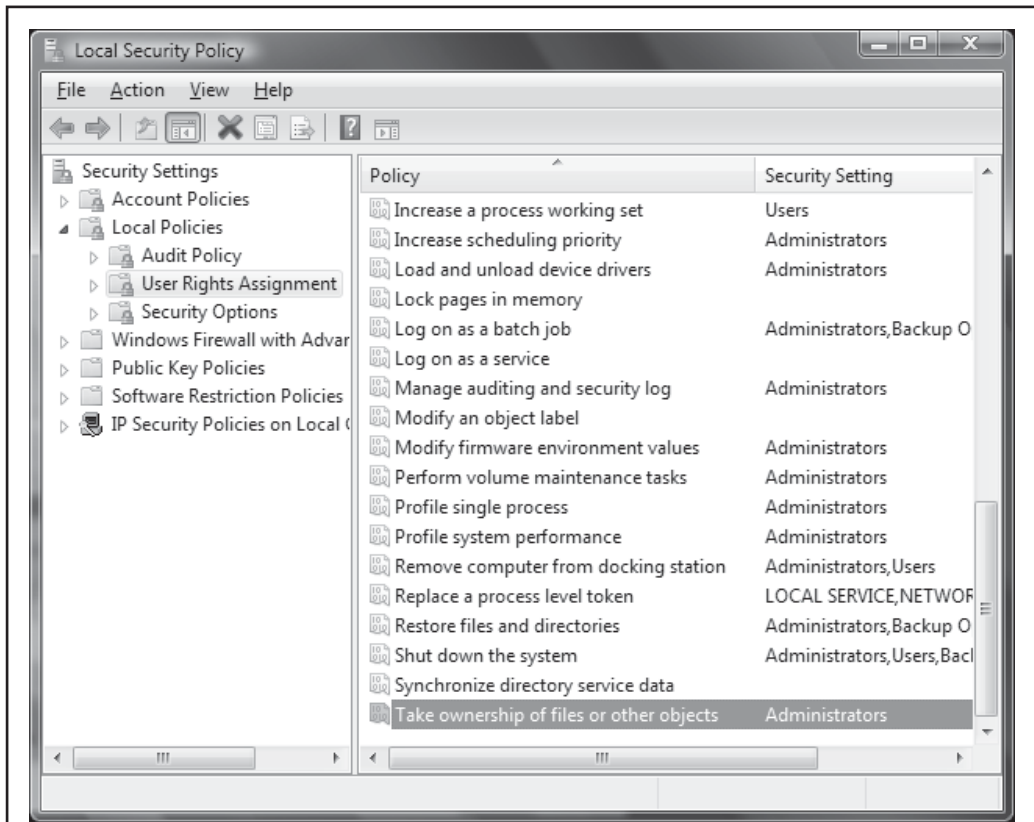 Local Security Policy
File Action View Help
Security Settings
Account Policies
Local Policies
Audit Policy
User Rights Assignment
Security Options
Windows Firewall with Advar
Public Key Policies
Software Restriction Policies
IP Security Policies on Local
Policy Security Setting
Increase a process working set Users
Increase scheduling priority Administrators
Load and unload device drivers Administrators
Lock pages in memory
Log on as a batch job Administrators,Backup O
Log on as a service
Manage auditing and security log Administrators
Modify an object label
Modify firmware environment values Administrators
Perform volume maintenance tasks Administrators
Profile single process Administrators
Profile system performance Administrators
Remove computer from docking station Administrators,Users
Replace a process level token LOCAL SERVICE,NETWOR
Restore files and directories Administrators,Backup O
Shut down the system Administrators,Users,Bacl
Synchronize directory service data
Take ownership of files or other objects Administrators